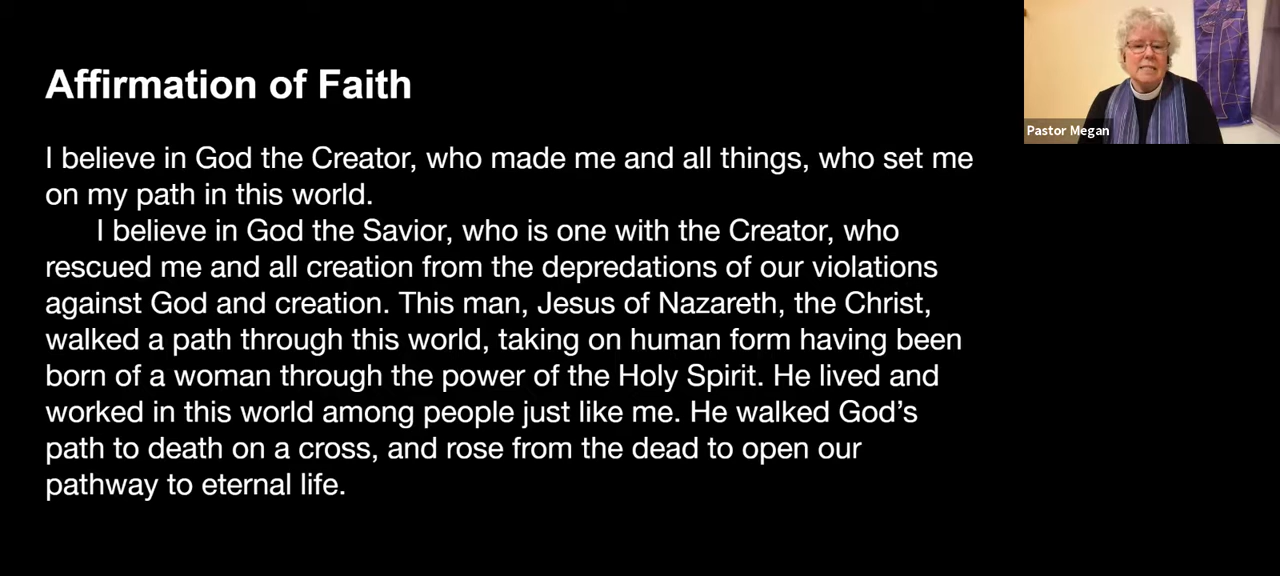 Affirmation of Faith
I believe in God the Creator, who made me and all things, who set me
on my path in this world.
I believe in God the Savior, who is one with the Creator, who
rescued me and all creation from the depredations of our violations
against God and creation. This man, Jesus of Nazareth, the Christ,
walked a path through this world, taking on human form having been
born of a woman through the power of the Holy Spirit. He lived and
worked in this world among people just like me. He walked God’s
path to death on a cross, and rose from the dead to open our
pathway to eternal life.
Pastor Megan